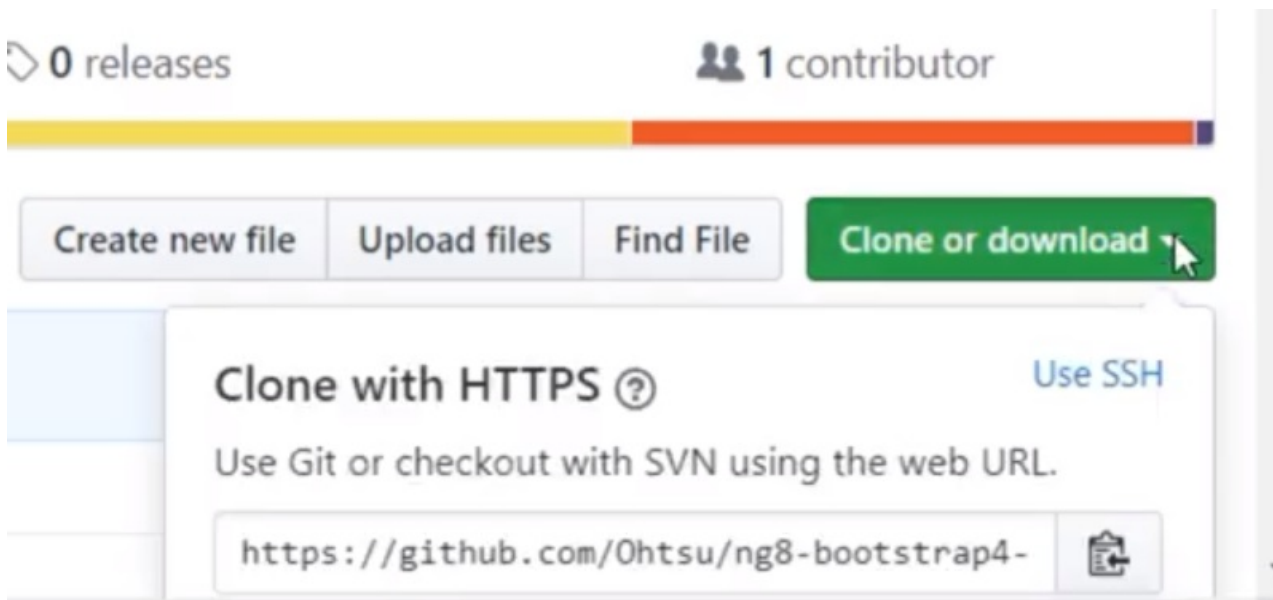 0 releases 1 contributor
Create new file Upload files Find File Clone or download
Clone with HTTPS Use SSH
Use Git or checkout with SVN using the web URL.
https://github.com/Ohtsu/ng8-bootstrap4-